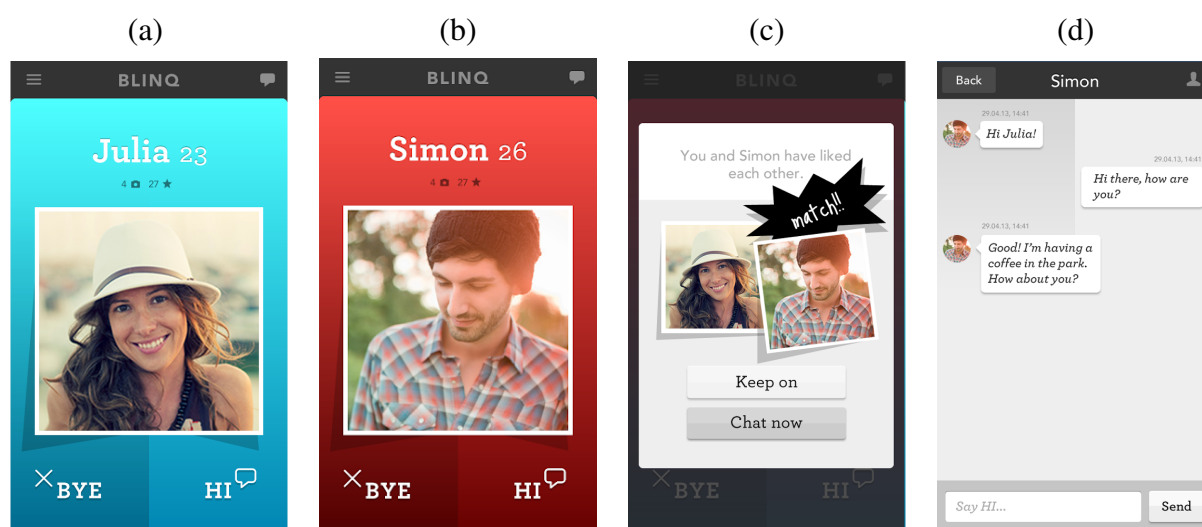 (a)
BLINQ
Julia 23
4 27
BYE
HI
(b)
BLINQ
Simon 26
4 27
BYE
HI
(c)
BLINQ
You and Simon have liked
each other.
match!!
Keep on
Chat now
BYE
HI
(d)
Back
Simon
29.04.13, 14:41
Hi Julia!
29.04.13, 14:41
Hi there, how are
you?
29.04.13, 14:41
Good! I'm having a
coffee in the park.
How about you?
Say HI...
Send